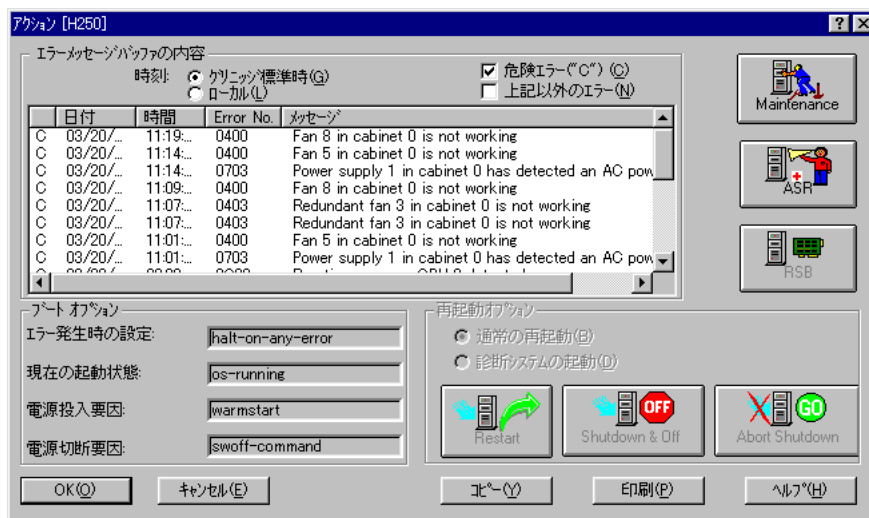 アクション [H250]
エラーメッセージバッファの内容
時刻: グリニッジ標準時(G)
ローカル(L)
危険エラー("C") (C)
上記以外のエラー(N)
日付 時間 Error No. メッセージ
C 03/20/... 11:19:... 0400 Fan 8 in cabinet 0 is not working
C 03/20/... 11:14:... 0400 Fan 5 in cabinet 0 is not working
C 03/20/... 11:14:... 0703 Power supply 1 in cabinet 0 has detected an AC pow
C 03/20/... 11:09:... 0400 Fan 8 in cabinet 0 is not working
C 03/20/... 11:07:... 0403 Redundant fan 3 in cabinet 0 is not working
C 03/20/... 11:07:... 0403 Redundant fan 3 in cabinet 0 is not working
C 03/20/... 11:01:... 0400 Fan 5 in cabinet 0 is not working
C 03/20/... 11:01:... 0703 Power supply 1 in cabinet 0 has detected an AC pow
Maintenance
ASR
RSB
ブート オプション
エラー発生時の設定: halt-on-any-error
現在の起動状態: os-running
電源投入要因: warmstart
電源切断要因: swoff-command
再起動オプション
通常の再起動(B)
診断システムの起動(D)
Restart
OFF
Shutdown & Off
GO
Abort Shutdown
OK(O)
キャンセル(E)
コピー(Y)
印刷(P)
ヘルプ(H)